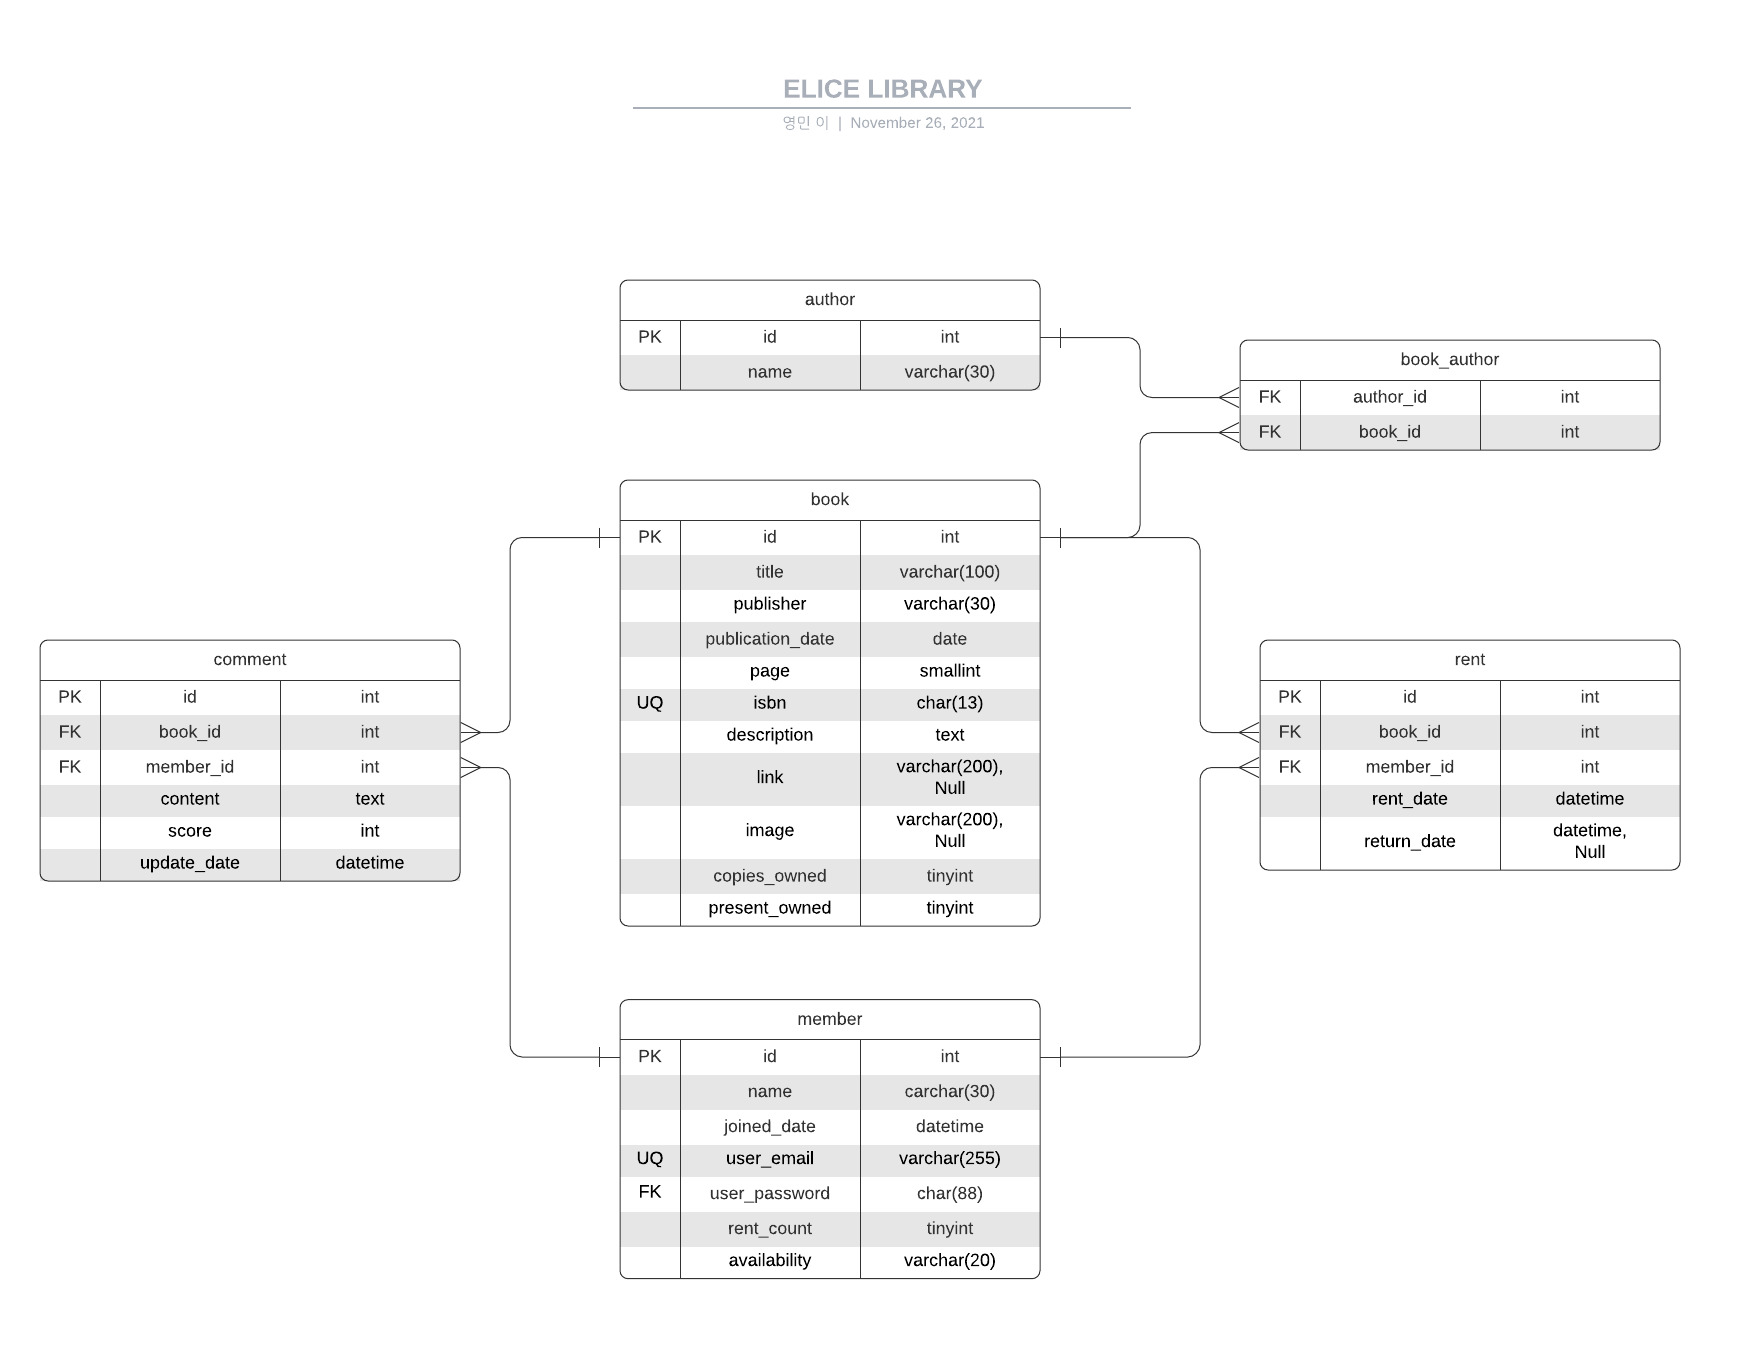 ELICE LIBRARY
영민 이 | November 26, 2021
author
PK id int
name varchar(30)
book_author
FK author_id int
FK book_id int
book
PK id int
title varchar(100)
publisher varchar(30)
publication_date date
page smallint
UQ isbn char(13)
description text
link varchar(200),
Null
image varchar(200),
Null
copies_owned tinyint
present_owned tinyint
comment
PK id int
FK book_id int
FK member_id int
content text
score int
update_date datetime
rent
PK id int
FK book_id int
FK member_id int
rent_date datetime
return_date datetime,
Null
member
PK id int
name carchar(30)
joined_date datetime
UQ user_email varchar(255)
FK user_password char(88)
rent_count tinyint
availability varchar(20)